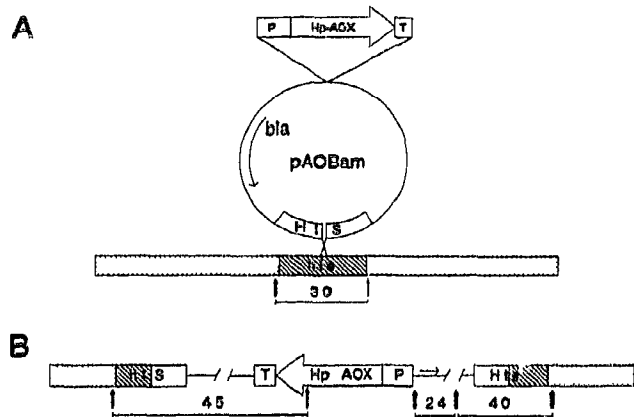 A
P Hp-AOX T
bla
pAOBam
H I S
h i s
30
B
H I S T Hp AOX P H i s
45 24 40